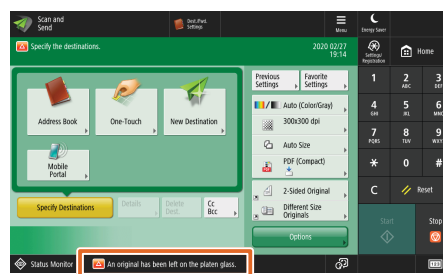 Scan and
Send
Dest./Fwd.
Settings
Menu
Energy Saver
Specify the destinations.
2020 02/27
19:14
Settings/
Registration
Home
Previous
Settings
Favorite
Settings
1
2
ABC
3
DEF
Address Book
One-Touch
New Destination
Auto (Color/Gray)
4
GHI
5
JKL
6
MNO
300x300 dpi
Auto Size
7
PQRS
8
TUV
9
WXY
Mobile
Portal
PDF (Compact)
*
0
#
2-Sided Original
C
Reset
Specify Destinations
Details
Delete
Dest.
Cc
Bcc
Different Size
Originals
Start
Stop
Options
Status Monitor
An original has been left on the platen glass.